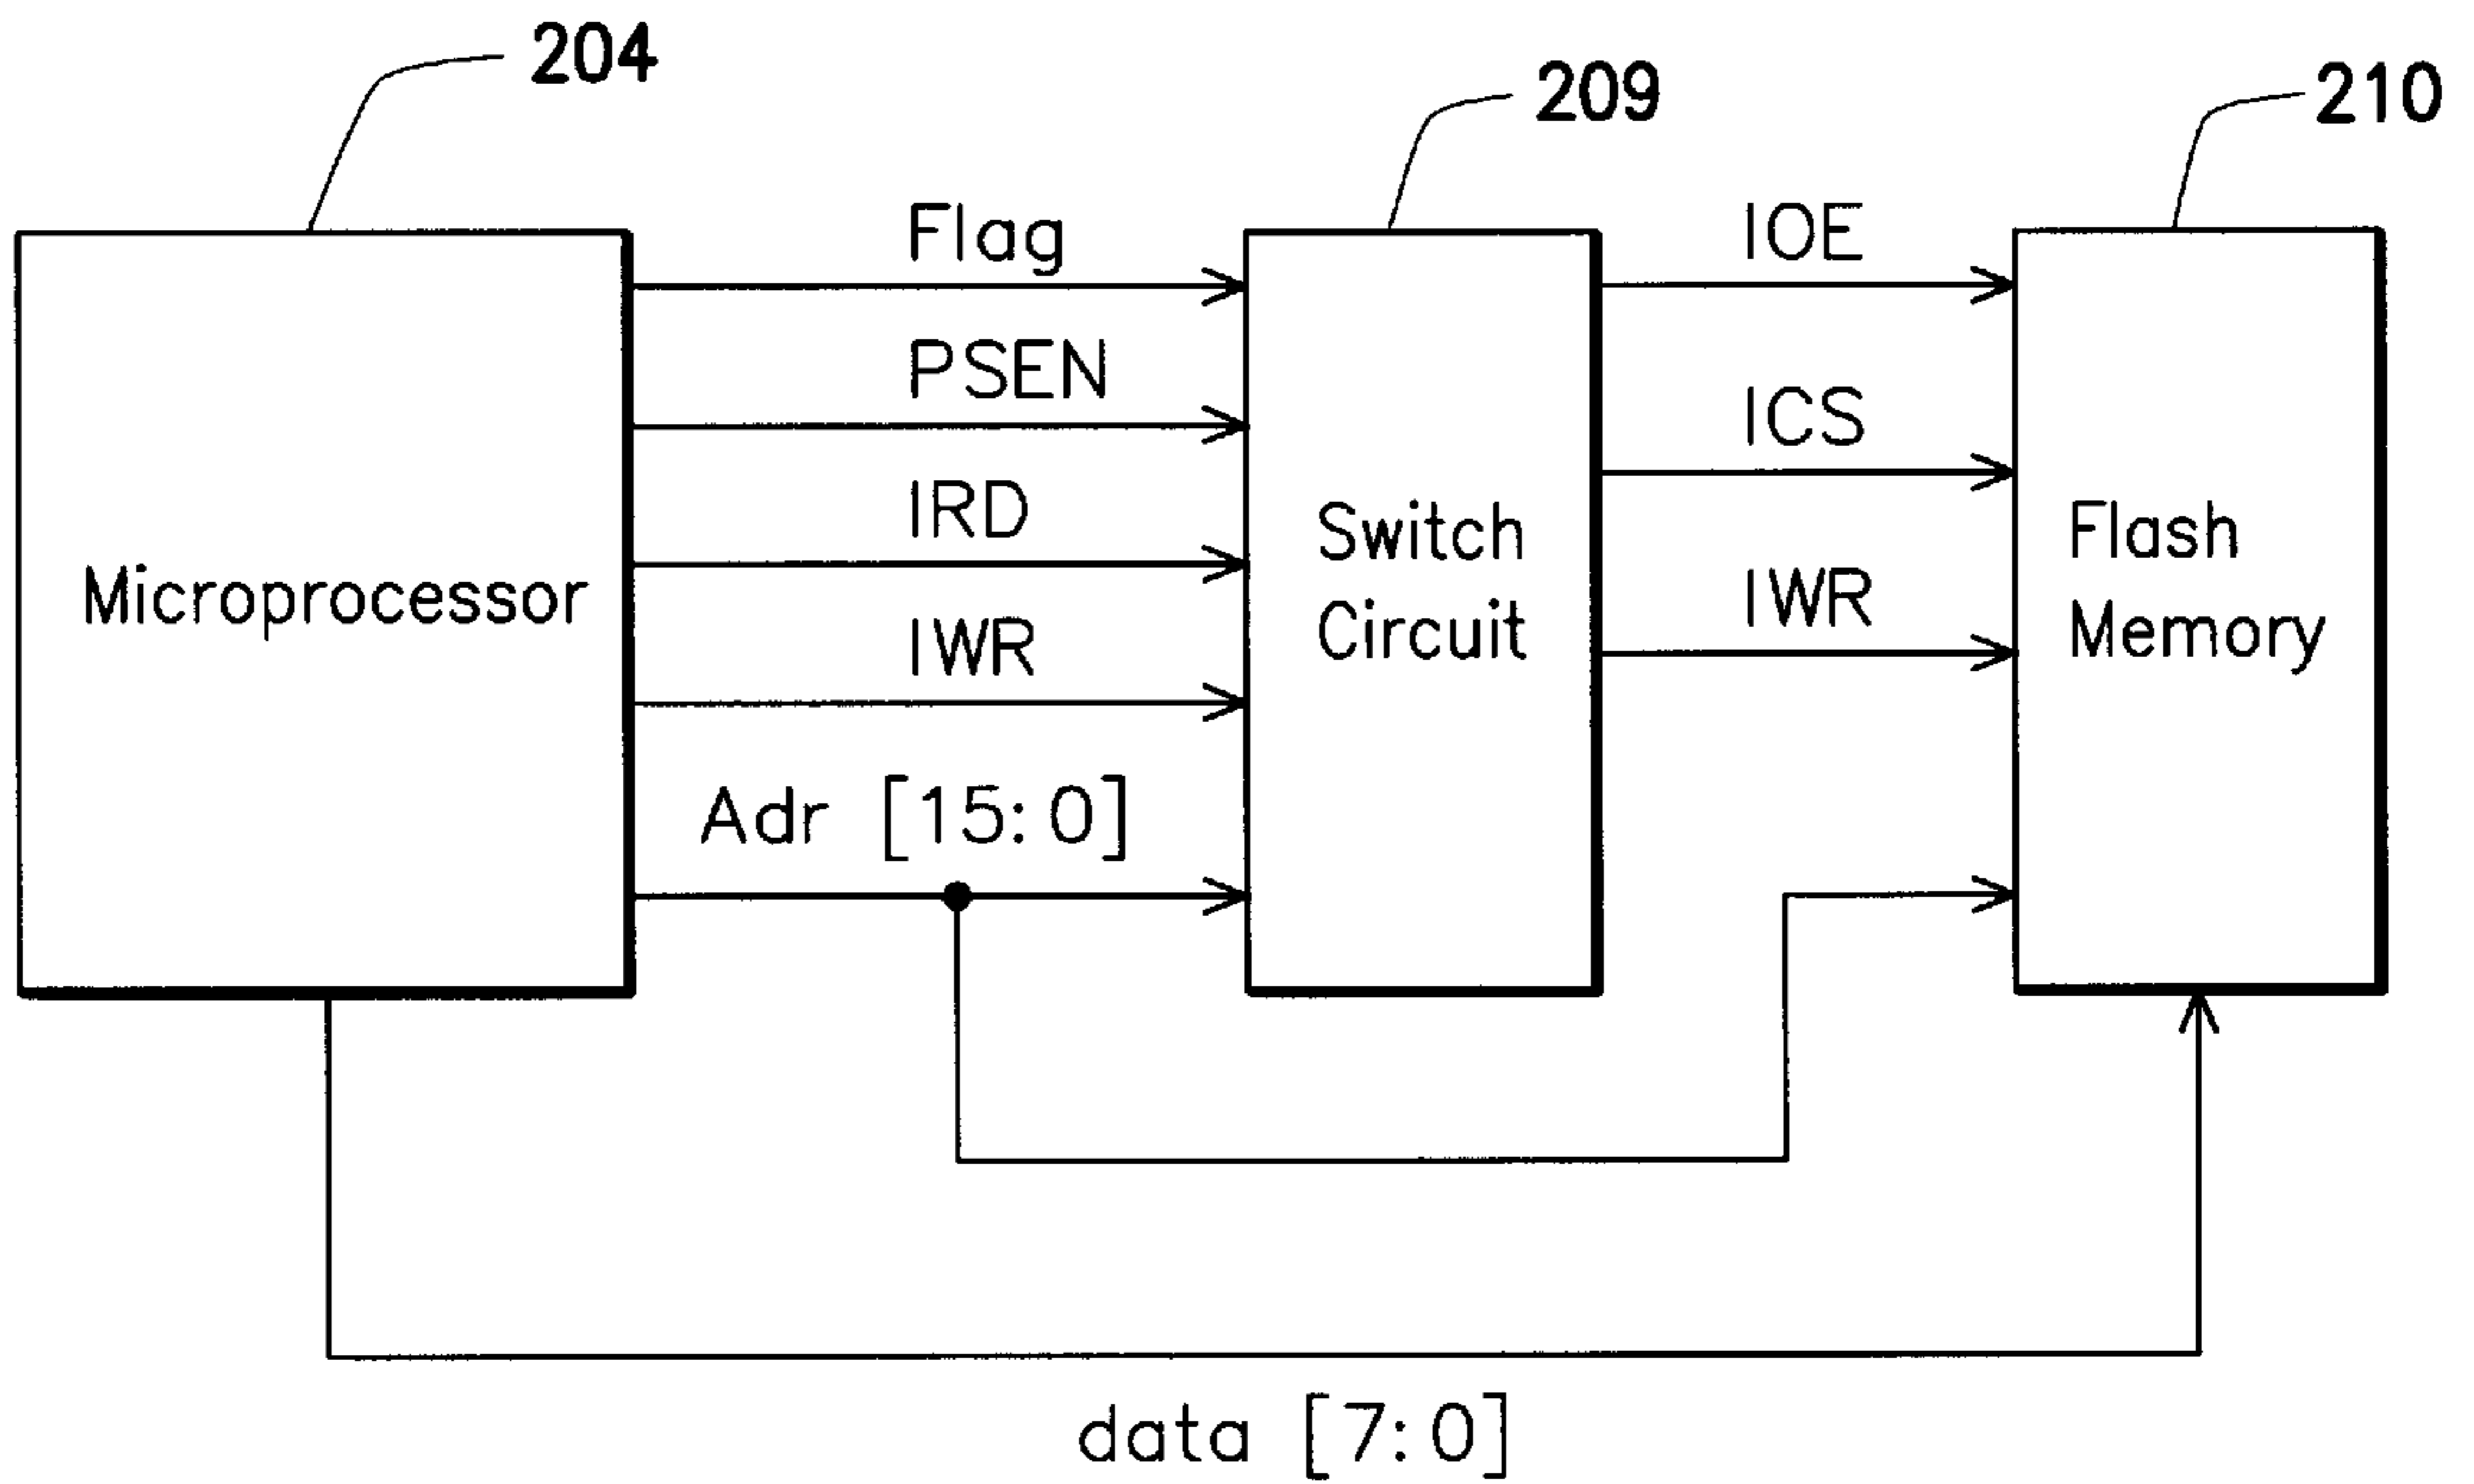 204
209
210
Flag
IOE
PSEN
ICS
IRD
Switch
Circuit
Flash
Memory
Microprocessor
IWR
IWR
Adr [15:0]
data [7:0]